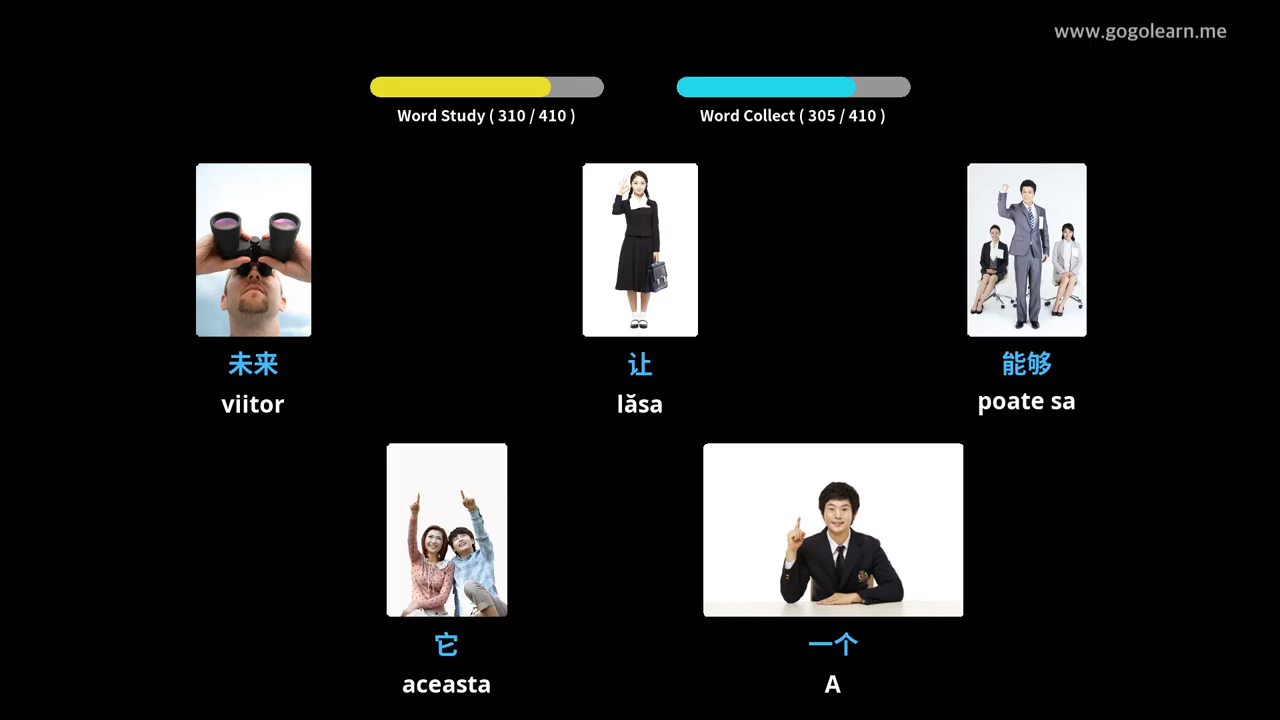 www.gogolearn.me
Word Study ( 310 / 410 )
Word Collect ( 305 / 410 )
未来
viitor
让
lăsa
能够
poate sa
它
aceasta
一个
A